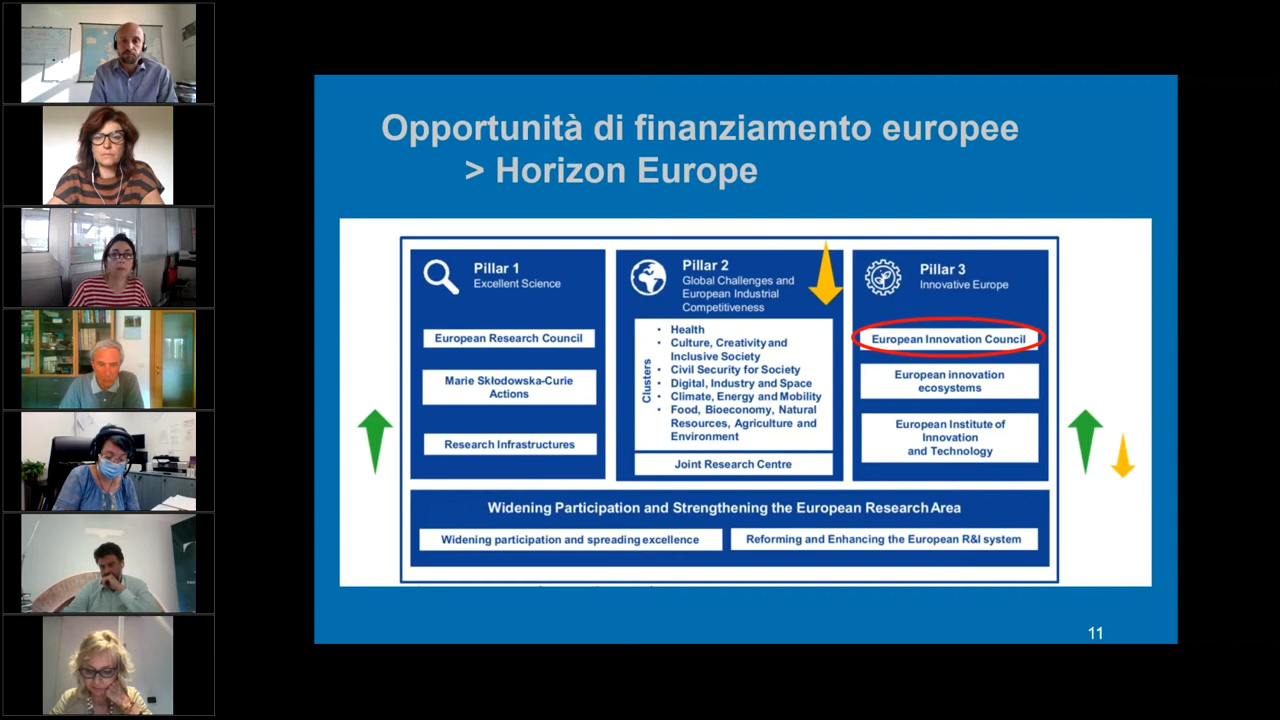 Opportunità di finanziamento europee
> Horizon Europe
Pillar 1
Excellent Science
European Research Council
Marie Skłodowska-Curie
Actions
Research Infrastructures
Pillar 2
Global Challenges and
European Industrial
Competitiveness
Clusters
• Health
• Culture, Creativity and
Inclusive Society
• Civil Security for Society
• Digital, Industry and Space
• Climate, Energy and Mobility
• Food, Bioeconomy, Natural
Resources, Agriculture and
Environment
Joint Research Centre
Pillar 3
Innovative Europe
European Innovation Council
European innovation
ecosystems
European Institute of
Innovation
and Technology
Widening Participation and Strengthening the European Research Area
Widening participation and spreading excellence
Reforming and Enhancing the European R&I system
11